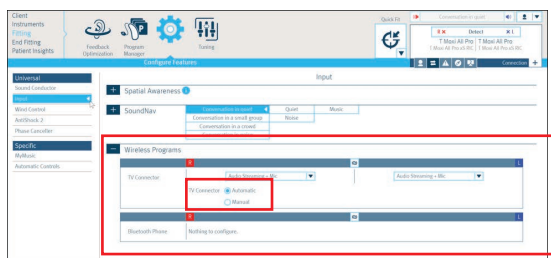 Client
Instruments
Fitting
End Fitting
Patient Insights
Feedback Optimization
Program Manager
Tuning
Configure Features
Quick Fit
Conversation in quiet
R
Detect
L
T Moxi All Pro
T Moxi All Pro
Connection
Universal
Sound Conductor
Input
Wind Control
AntiShock 2
Phase Canceller
Specific
MyMusic
Automatic Controls
Input
Spatial Awareness
SoundNav
Conversation in quiet
Quiet
Music
Conversation in a small group
Noise
Conversation in a crowd
Wireless Programs
R
L
TV Connector
Audio Streaming + Mic
Audio Streaming + Mic
TV Connector
Automatic
Manual
R
L
Bluetooth Phone
Nothing to configure.